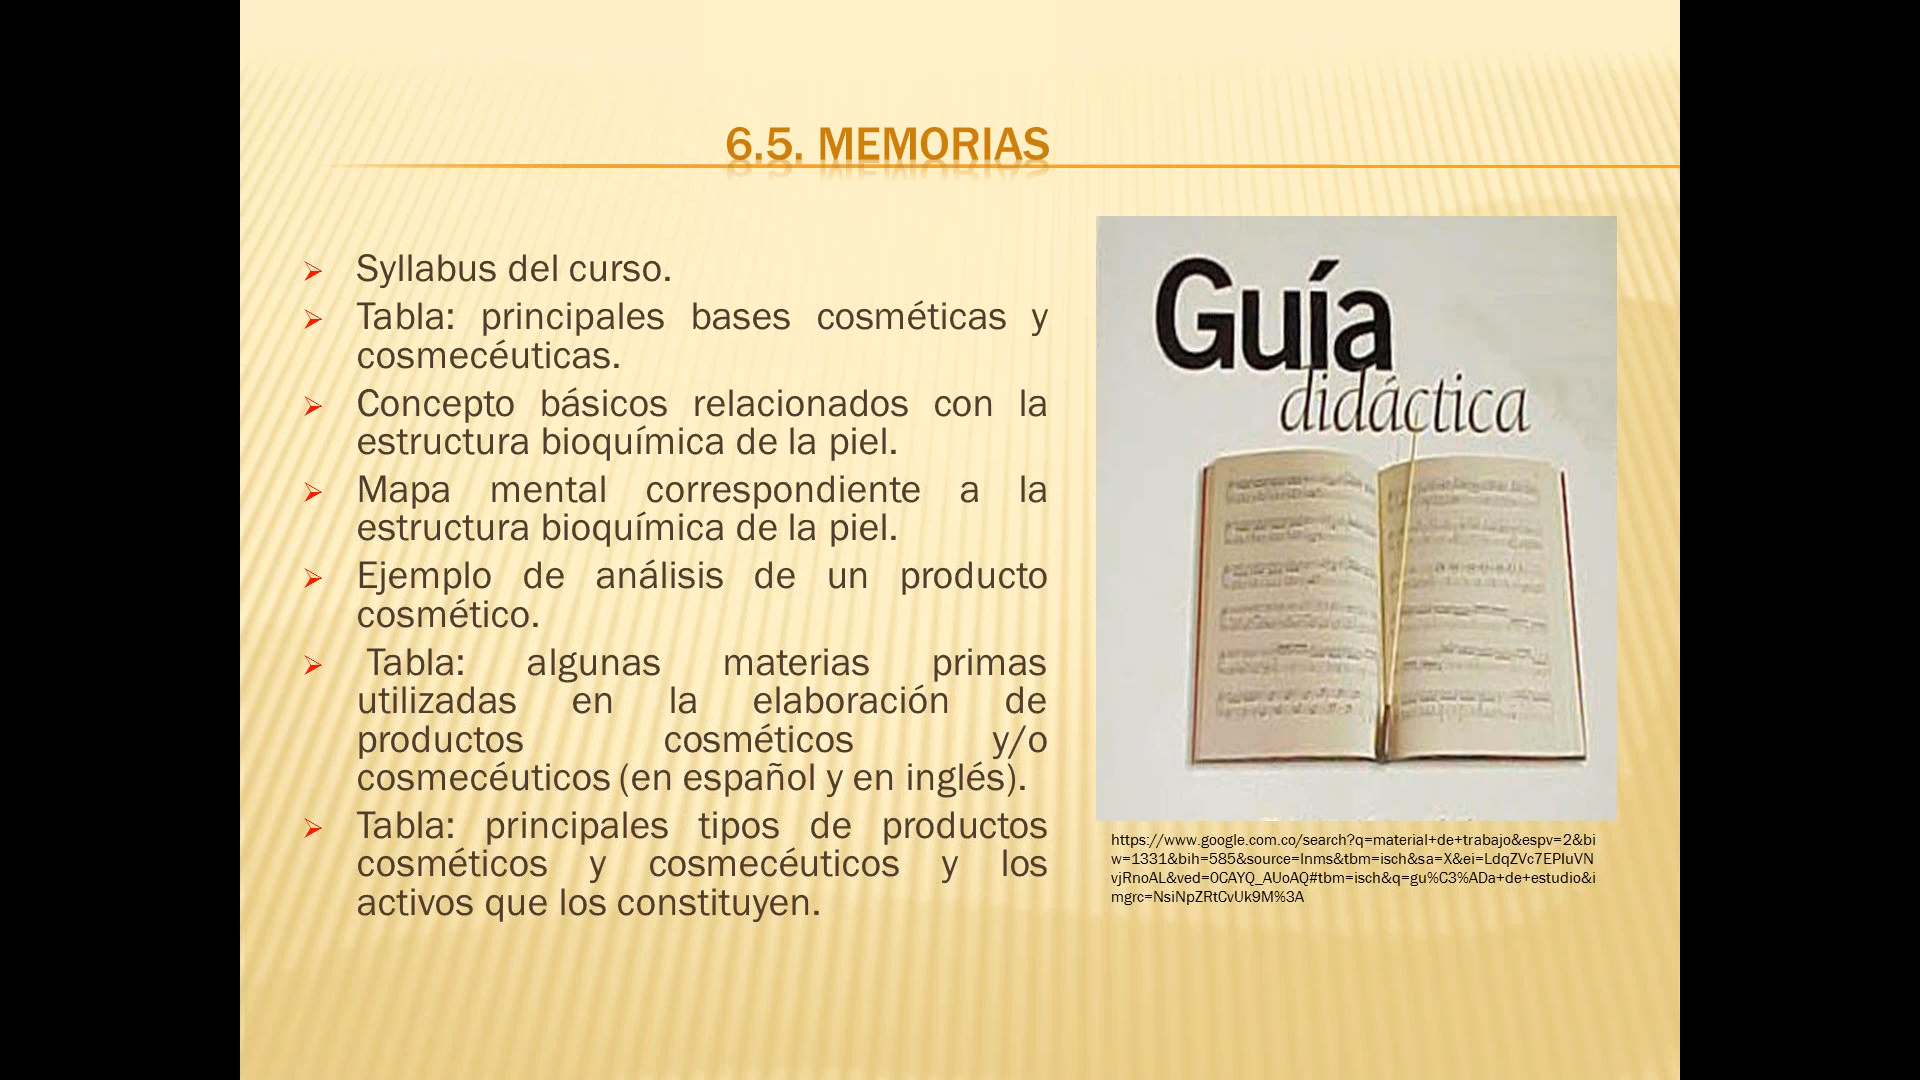 6.5. MEMORIAS
Syllabus del curso.
Tabla: principales bases cosméticas y
cosmecéuticas.
Concepto básicos relacionados con la
estructura bioquímica de la piel.
Mapa mental correspondiente a la
estructura bioquímica de la piel.
Ejemplo de análisis de un producto
cosmético.
Tabla: algunas materias primas
utilizadas en la elaboración de
productos cosméticos y/o
cosmecéuticos (en español y en inglés).
Tabla: principales tipos de productos
cosméticos y cosmecéuticos y los
activos que los constituyen.
Guía
didáctica
https://www.google.com.co/search?q=material+de+trabajo&espv=2&bi
w=1331&bih=585&source=lnms&tbm=isch&sa=X&ei=LdqZVc7EPIuVN
vjRnoAL&ved=0CAYQ_AUoAQ#tbm=isch&q=gu%C3%ADa+de+estudio&i
mgrc=NsiNpZRtCvUk9M%3A